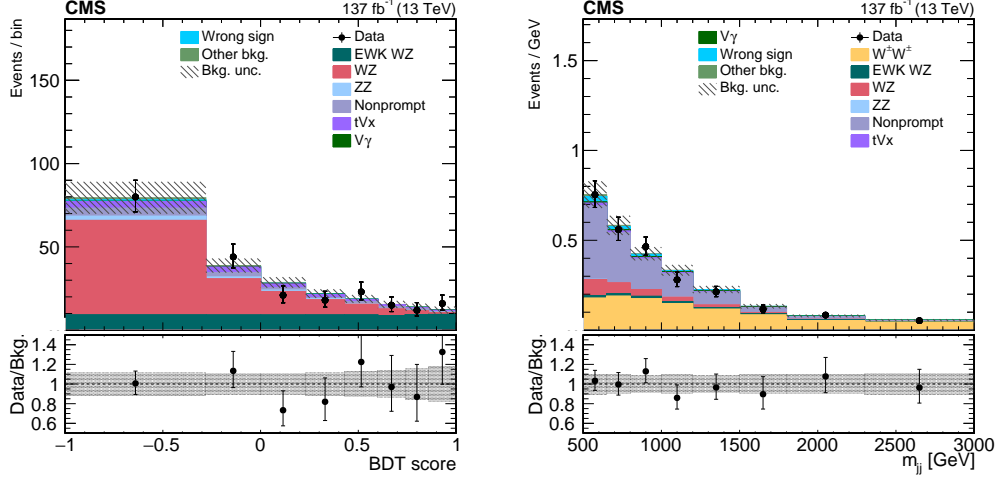 CMS 137 fb⁻¹ (13 TeV)
Events / bin
150
100
50
Wrong sign
Other bkg.
Bkg. unc.
Data
EWK WZ
WZ
ZZ
Nonprompt
tVx
Vγ
Data/Bkg.
1.4
1.2
1
0.8
0.6
−1 −0.5 0 0.5 1
BDT score
CMS 137 fb⁻¹ (13 TeV)
Events / GeV
1.5
1
0.5
Vγ
Wrong sign
Other bkg.
Bkg. unc.
Data
W±W±
EWK WZ
WZ
ZZ
Nonprompt
tVx
Data/Bkg.
1.4
1.2
1
0.8
0.6
500 1000 1500 2000 2500 3000
mjj [GeV]